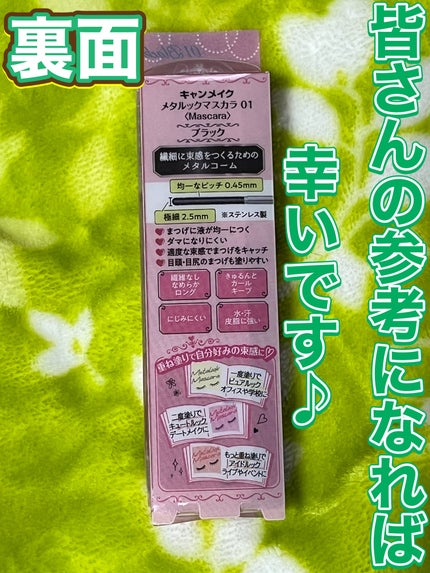 裏面
皆さんの参考になれば
幸いです♪
01 Black
キャンメイク
メタルックマスカラ 01
〈Mascara〉
ブラック
繊細に束感をつくるための
メタルコーム
均一なピッチ 0.45mm
極細 2.5mm
※ステンレス製
まつげに液が均一につく
ダマになりにくい
適度な束感でまつげをキャッチ
目頭・目尻のまつげも塗りやすい
繊維なし
なめらか
ロング
きゅるんと
カール
キープ
にじみにくい
水・汗
皮脂に強い
重ね塗りで自分好みの束感に
Metalook
Mascara
一度塗りで
ピュアルック
オフィスや学校に
二度塗りで
キュートルック
デートメイクに
Metalook
Mascara
Metalook
Mascara
もっと重ね塗りで
アイドルック
ライブやイベントに